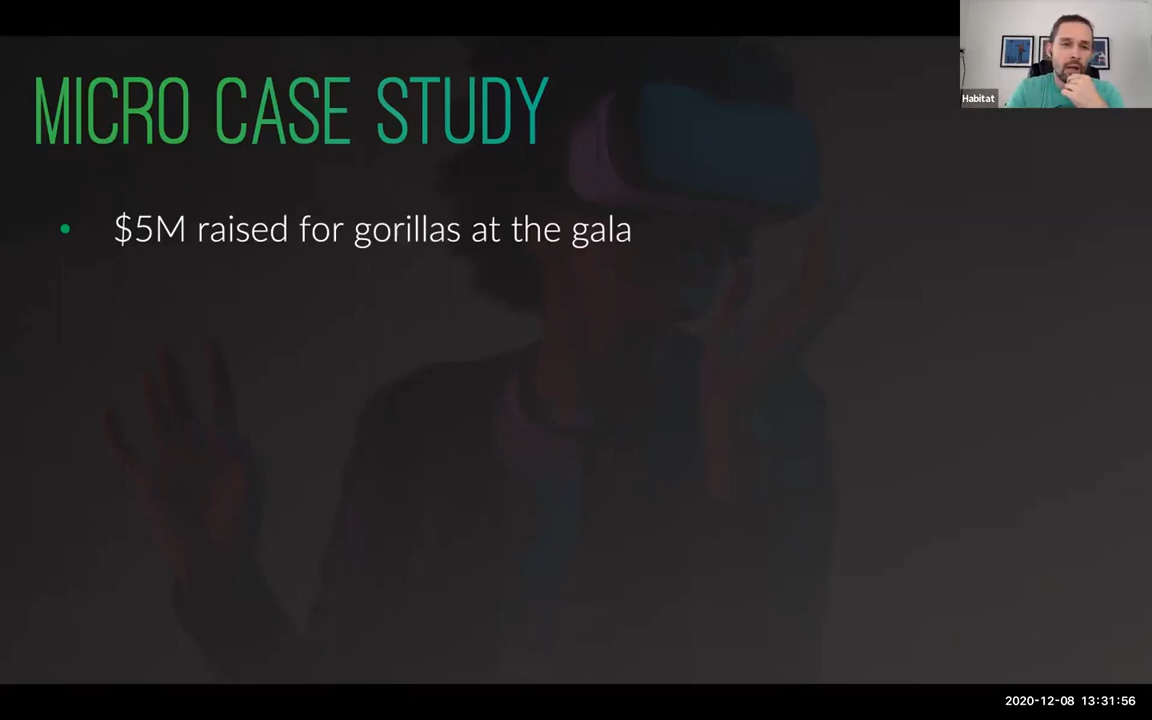 MICRO CASE STUDY
Habitat
• $5M raised for gorillas at the gala
2020-12-08 13:31:56